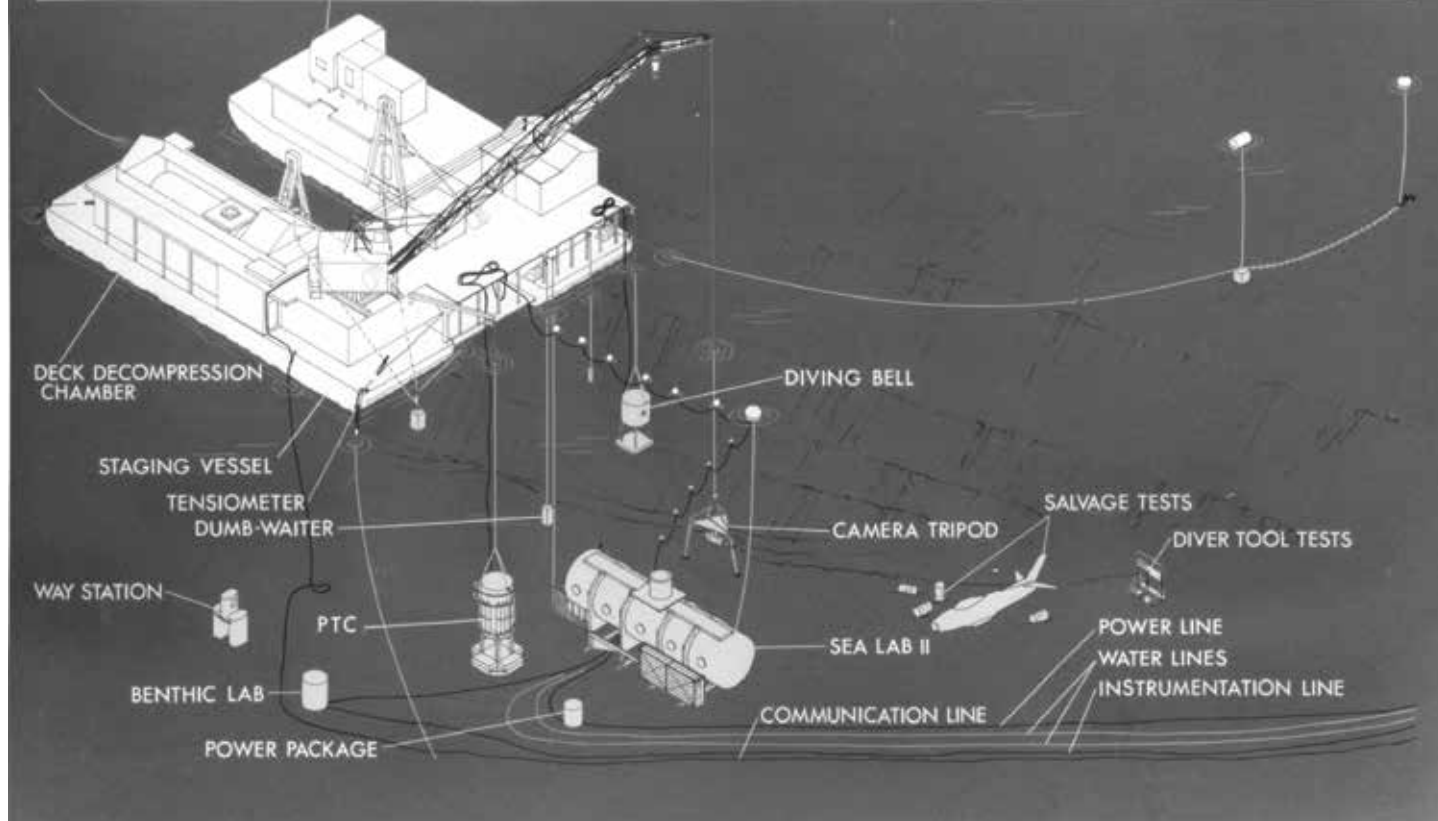 DECK DECOMPRESSION
CHAMBER
DIVING BELL
STAGING VESSEL
TENSIOMETER
DUMB-WAITER
CAMERA TRIPOD
SALVAGE TESTS
DIVER TOOL TESTS
WAY STATION
PTC
SEA LAB II
POWER LINE
WATER LINES
INSTRUMENTATION LINE
BENTHIC LAB
COMMUNICATION LINE
POWER PACKAGE